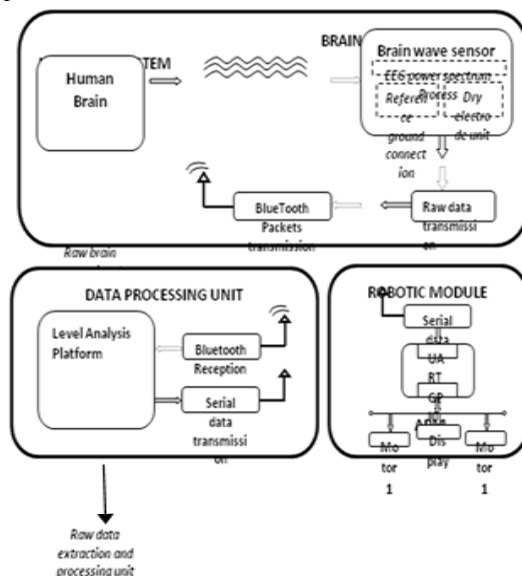 BRAIN
TEM
Human
Brain
Brain wave sensor
EEG power spectrum
Process
Referen
ce
ground
connect
ion
Dry
electro
de unit
Raw data
transmissi
on
BlueTooth
Packets
transmission
Raw brain
DATA PROCESSING UNIT
Level Analysis
Platform
Bluetooth
Reception
Serial
data
transmissi
on
ROBOTIC MODULE
Serial
data
UA
RT
GP
Mo
tor
1
Dis
play
Mo
tor
1
Raw data
extraction and
processing unit